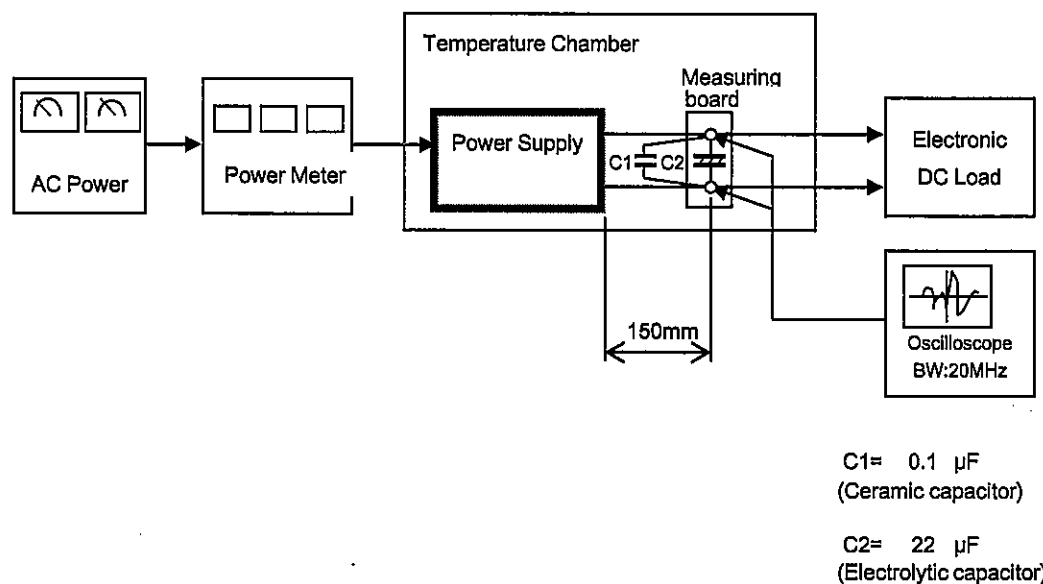 Temperature Chamber
Measuring
board
AC Power
Power Meter
Power Supply
C1
C2
Electronic
DC Load
150mm
Oscilloscope
BW:20MHz
C1= 0.1 µF
(Ceramic capacitor)
C2= 22 µF
(Electrolytic capacitor)